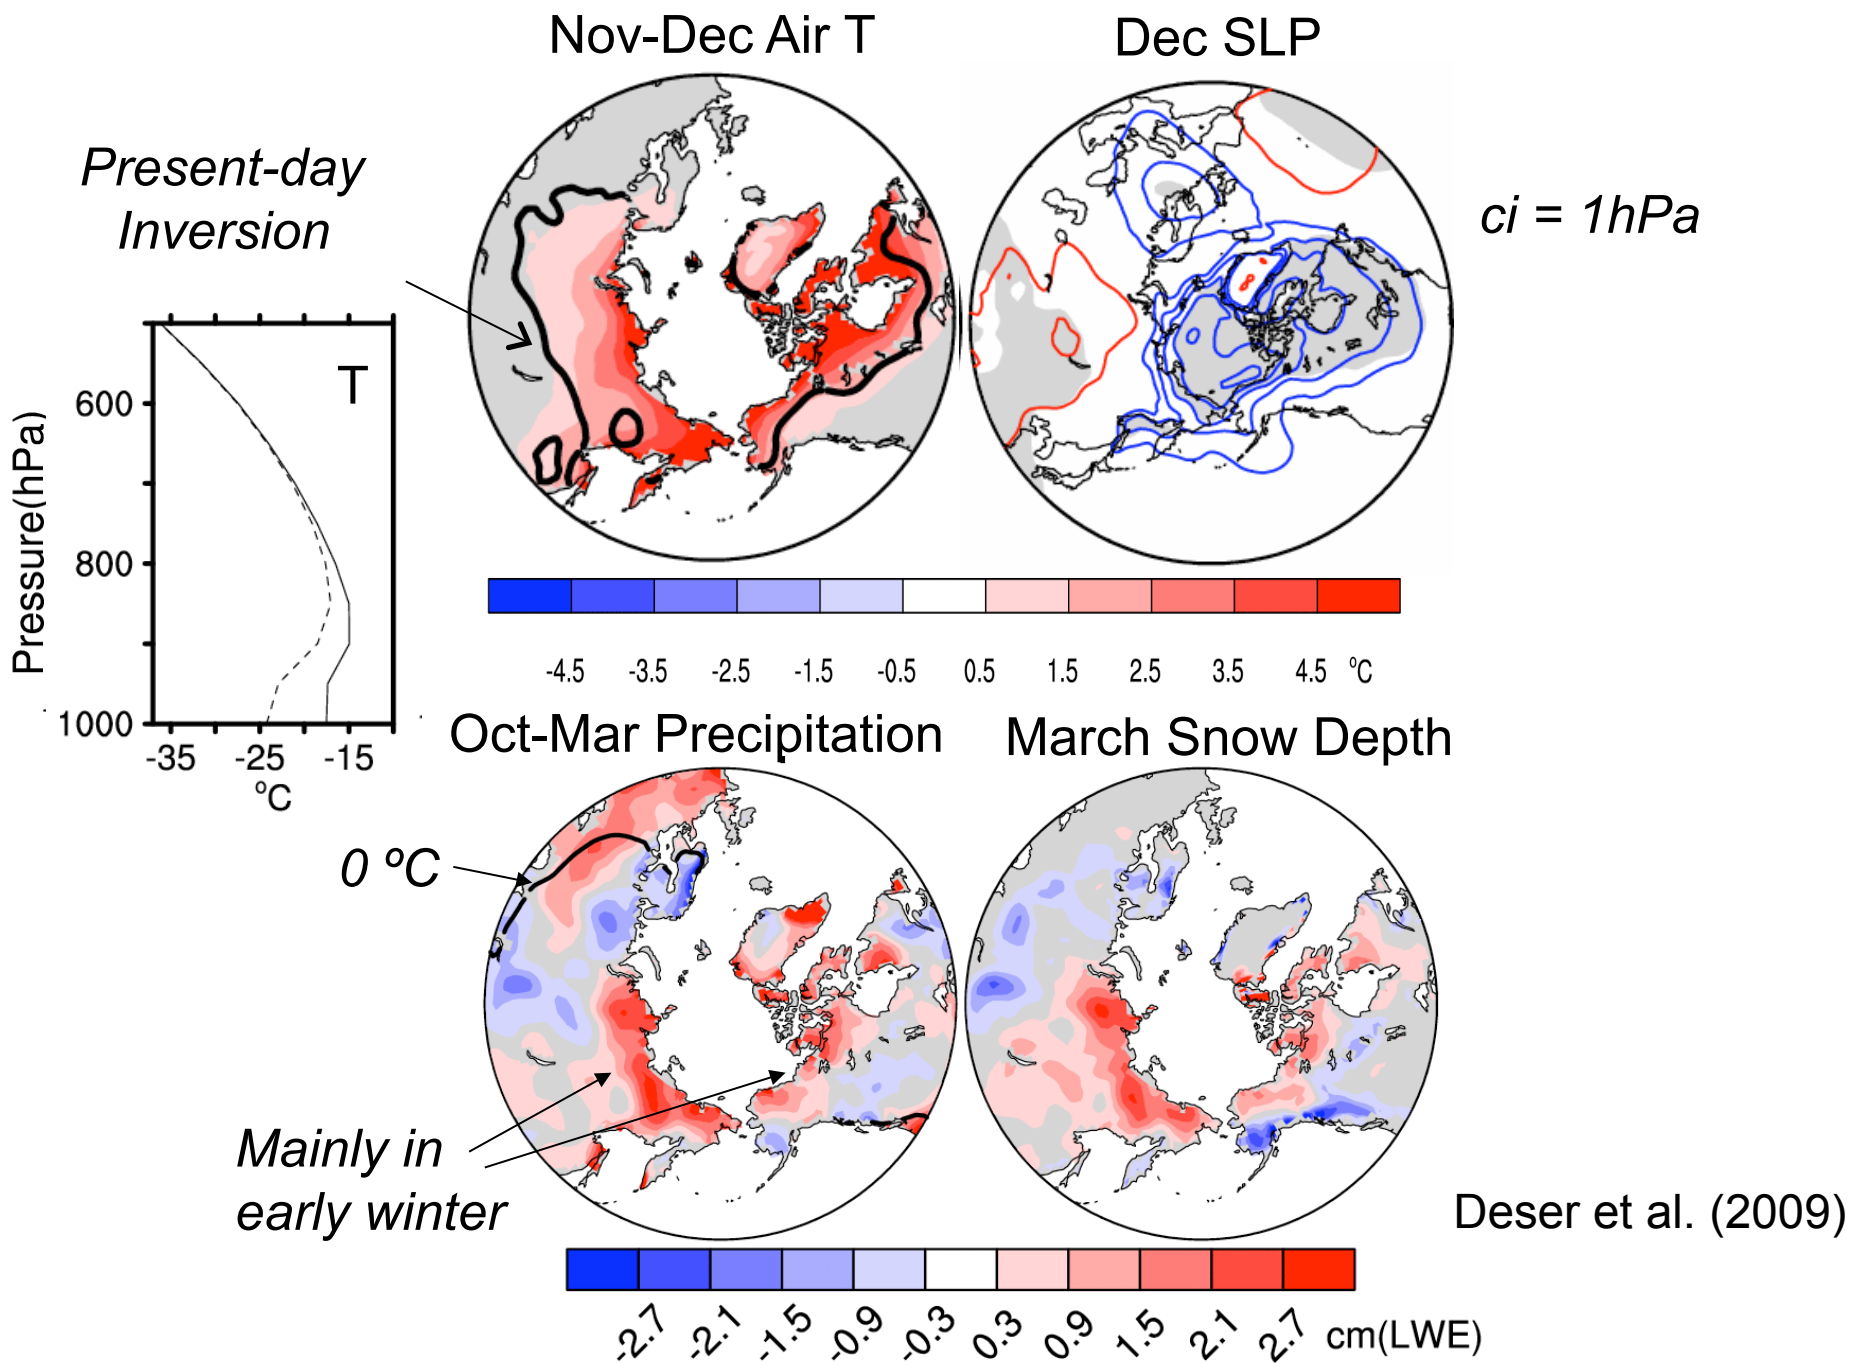 Nov-Dec Air T
Dec SLP
Present-day
Inversion
ci = 1hPa
T
Pressure(hPa)
600
800
1000
-35 -25 -15
ºC
-4.5 -3.5 -2.5 -1.5 -0.5 0.5 1.5 2.5 3.5 4.5 ºC
Oct-Mar Precipitation
March Snow Depth
0 ºC
Mainly in
early winter
Deser et al. (2009)
-2.7 -2.1 -1.5 -0.9 -0.3 0.3 0.9 1.5 2.1 2.7 cm(LWE)